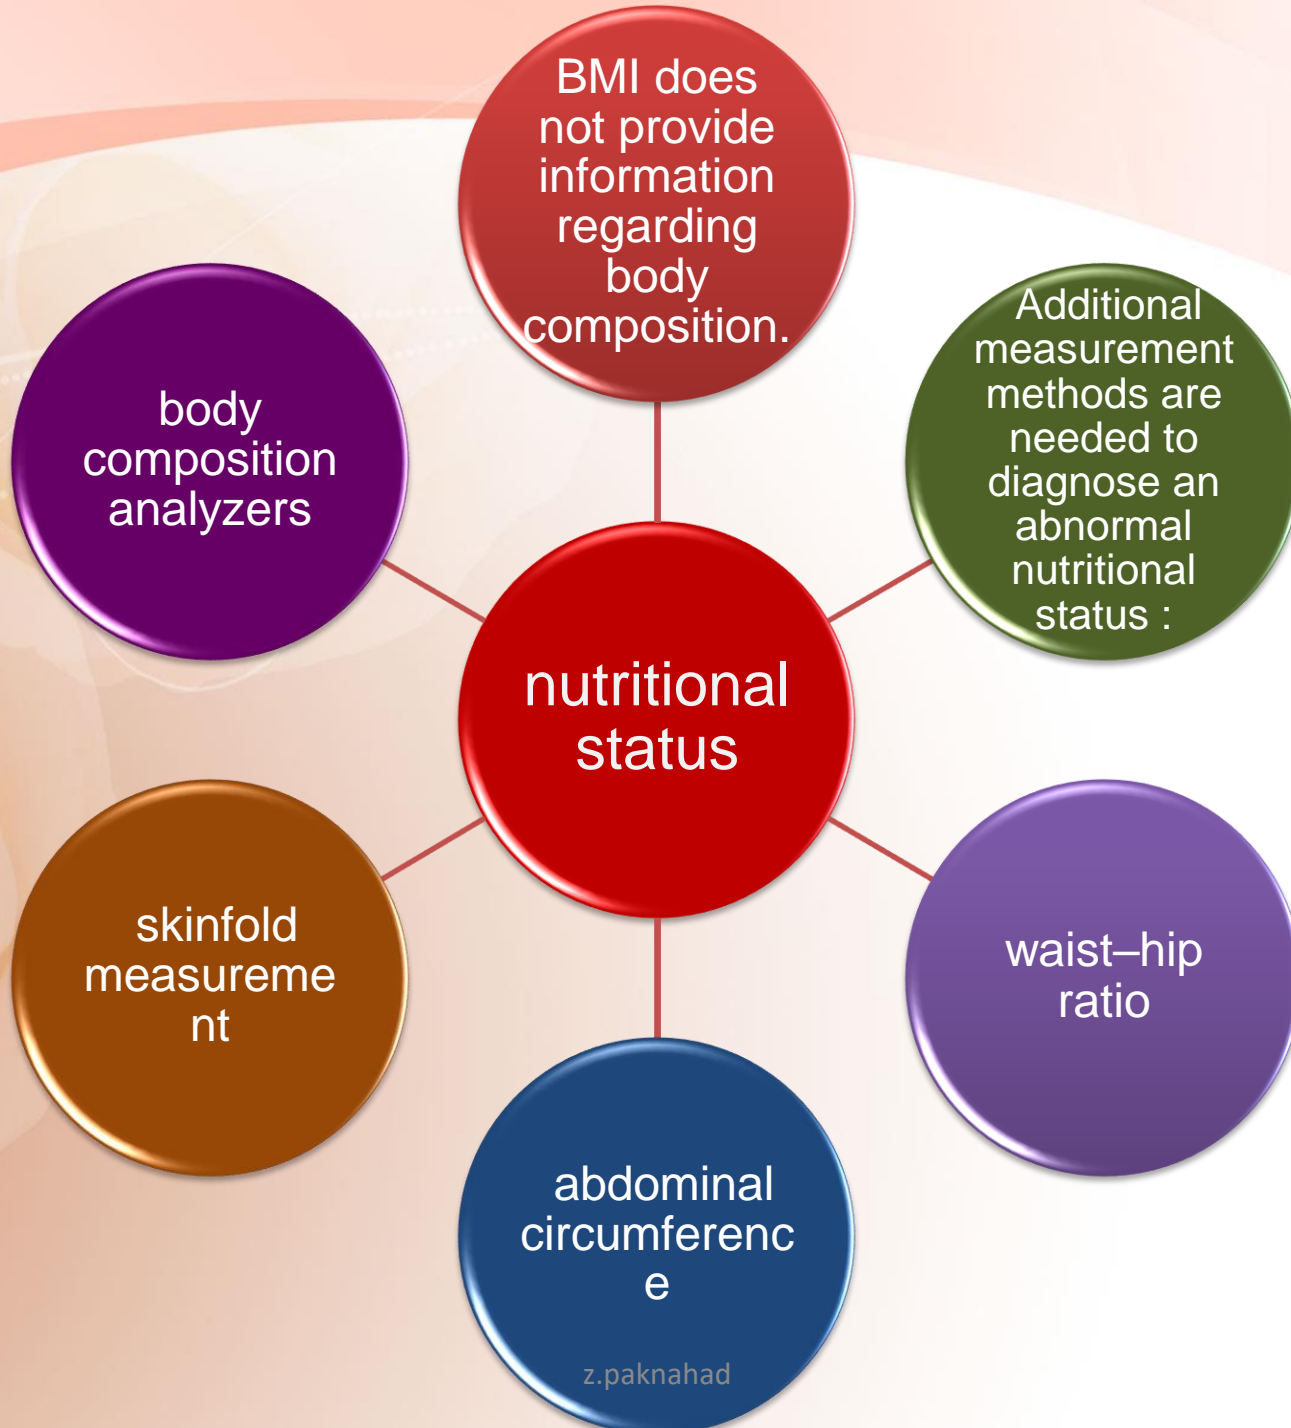 BMI does
not provide
information
regarding
body
composition.
Additional
measurement
methods are
needed to
diagnose an
abnormal
nutritional
status :
waist–hip
ratio
abdominal
circumferenc
e
skinfold
measureme
nt
body
composition
analyzers
nutritional
status
z.paknahad